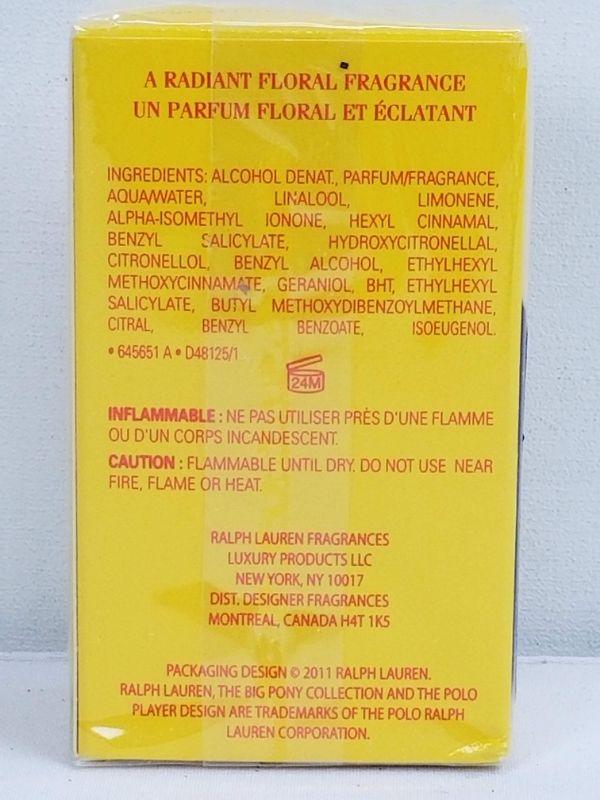 A RADIANT FLORAL FRAGRANCE
UN PARFUM FLORAL ET ÉCLATANT
INGREDIENTS: ALCOHOL DENAT., PARFUM/FRAGRANCE,
AQUA/WATER, LINALOOL, LIMONENE,
ALPHA-ISOMETHYL IONONE, HEXYL CINNAMAL,
BENZYL SALICYLATE, HYDROXYCITRONELLAL,
CITRONELLOL, BENZYL ALCOHOL, ETHYLHEXYL
METHOXYCINNAMATE, GERANIOL, BHT, ETHYLHEXYL
SALICYLATE, BUTYL METHOXYDIBENZOYLMETHANE,
CITRAL, BENZYL BENZOATE, ISOEUGENOL.
• 645651 A • D48125/1
24M
INFLAMMABLE : NE PAS UTILISER PRÈS D'UNE FLAMME
OU D'UN CORPS INCANDESCENT.
CAUTION : FLAMMABLE UNTIL DRY. DO NOT USE NEAR
FIRE, FLAME OR HEAT.
RALPH LAUREN FRAGRANCES
LUXURY PRODUCTS LLC
NEW YORK, NY 10017
DIST. DESIGNER FRAGRANCES
MONTREAL, CANADA H4T 1K5
PACKAGING DESIGN © 2011 RALPH LAUREN.
RALPH LAUREN, THE BIG PONY COLLECTION AND THE POLO
PLAYER DESIGN ARE TRADEMARKS OF THE POLO RALPH
LAUREN CORPORATION.